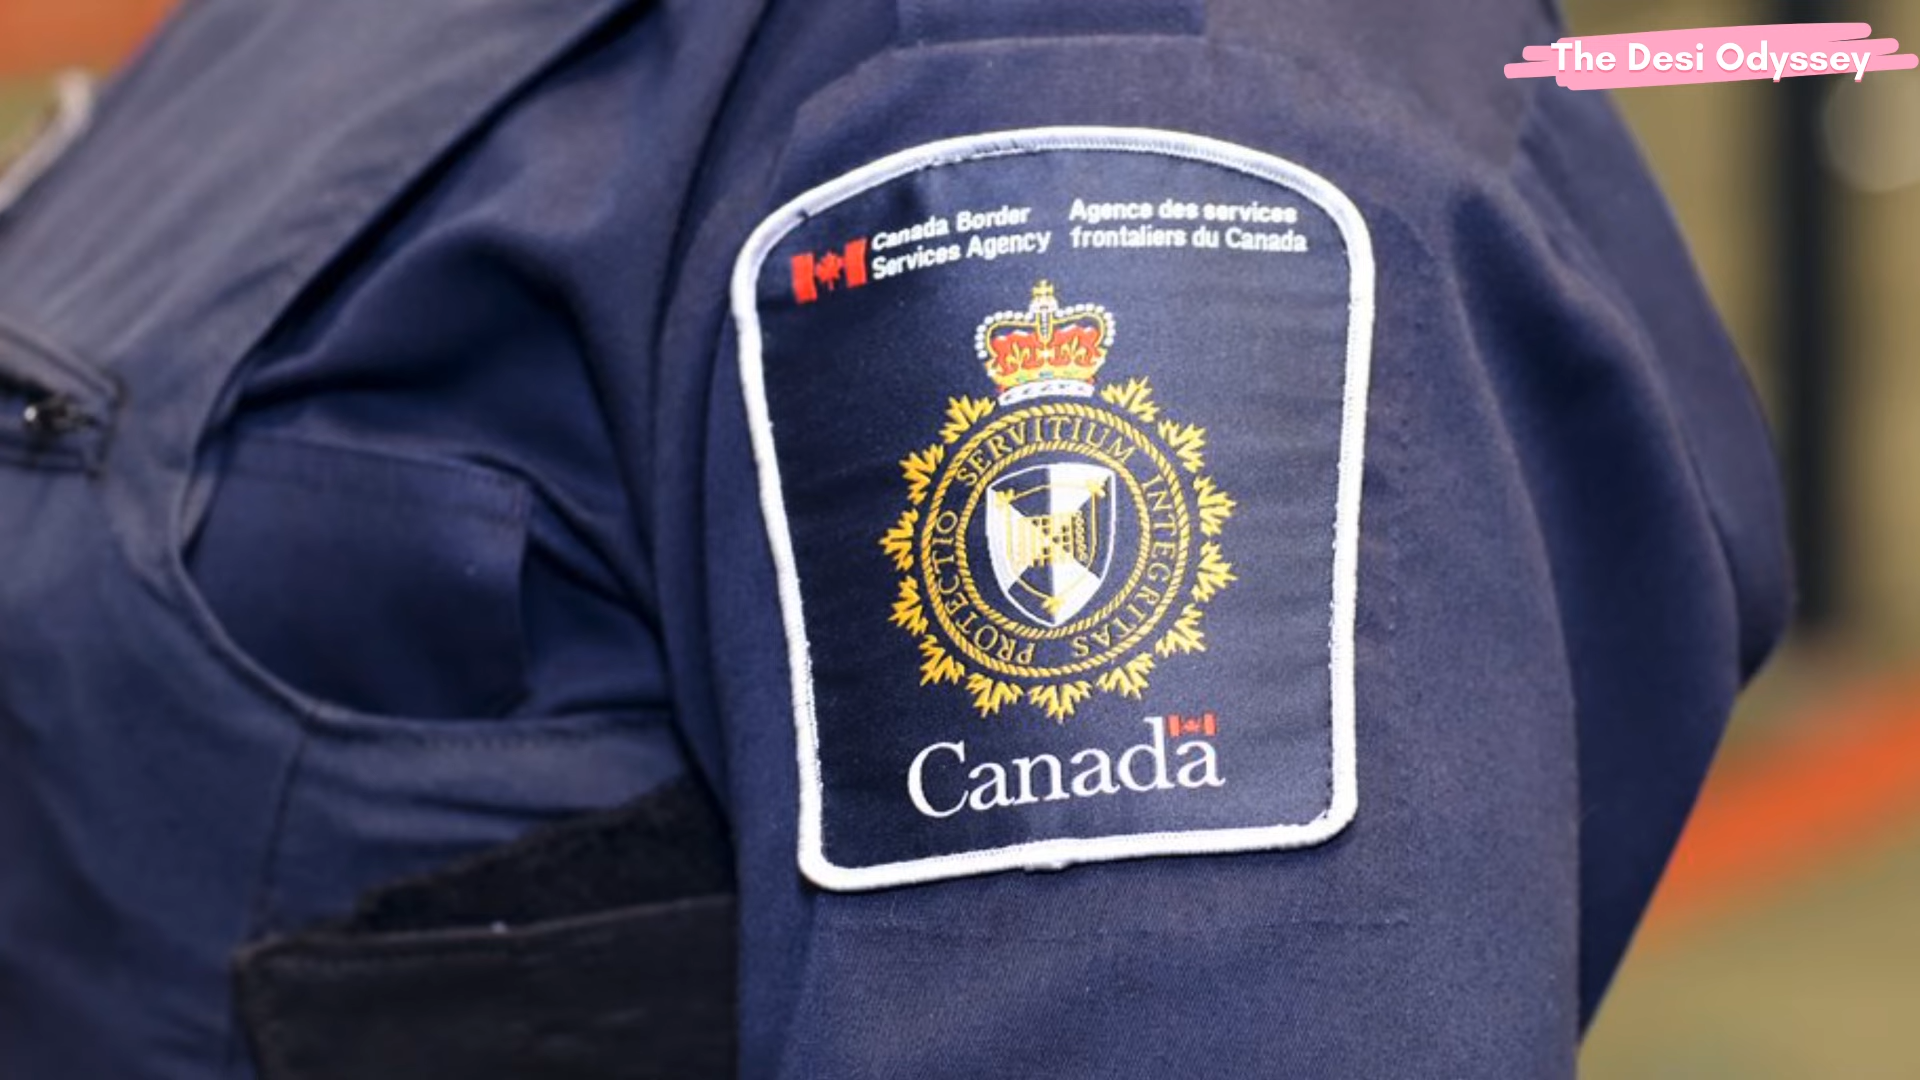 The Desi Odyssey
Canada Border
Services Agency
Agence des services
frontaliers du Canada
PROTECTIO SERVITIUM INTEGRITAS
Canada